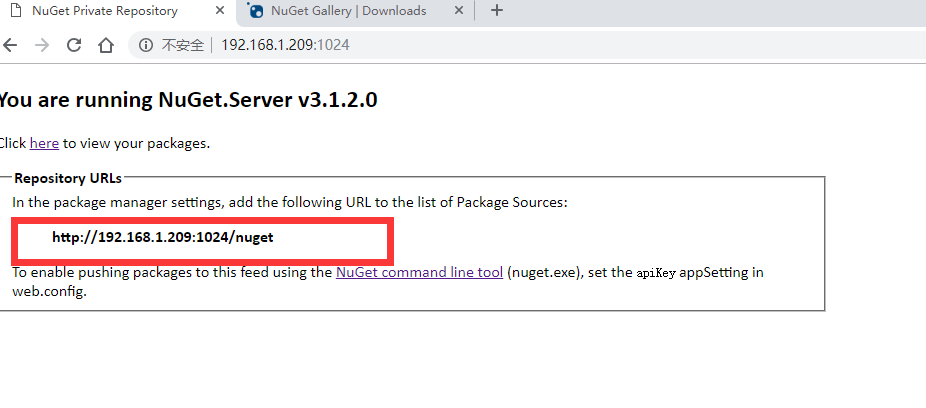 NuGet Private Repository
NuGet Gallery | Downloads
不安全 192.168.1.209:1024
You are running NuGet.Server v3.1.2.0
Click here to view your packages.
Repository URLs
In the package manager settings, add the following URL to the list of Package Sources:
http://192.168.1.209:1024/nuget
To enable pushing packages to this feed using the NuGet command line tool (nuget.exe), set the apiKey appSetting in
web.config.